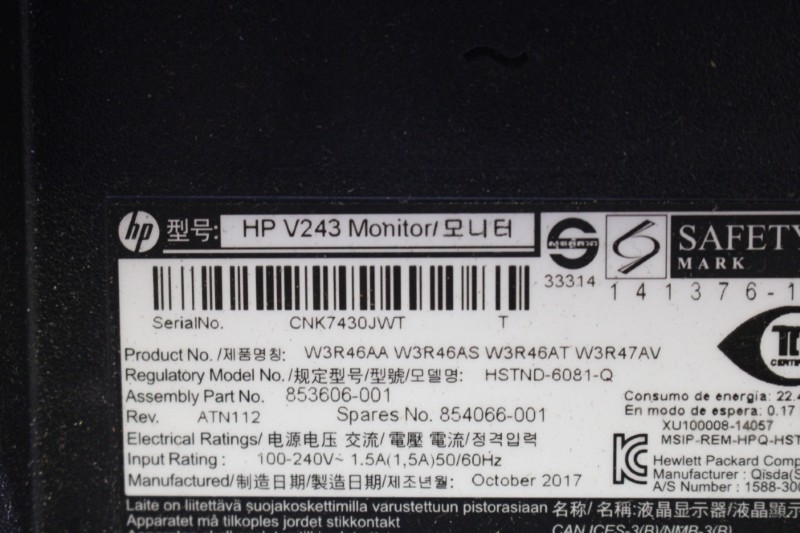 hp 型号: HP V243 Monitor/모니터
33314
SAFETY
MARK
141376-1
SerialNo. CNK7430JWT T
Product No./제품명칭: W3R46AA W3R46AS W3R46AT W3R47AV
Regulatory Model No./规定型号/型號/모델명: HSTND-6081-Q
Assembly Part No. 853606-001
Rev. ATN112 Spares No. 854066-001
Electrical Ratings/ 电源电压 交流/ 電壓 電流/정격입력
Input Rating : 100-240V~ 1.5A(1,5A)50/60Hz
Manufactured/制造日期/製造日期/제조년월: October 2017
Consumo de energía: 22.4
En modo de espera: 0.17
XU100008-14057
MSIP-REM-HPQ-HST
Hewlett Packard Comp
Manufacturer : Qisda(S
A/S Number : 1588-300
Laite on liitettävä suojakoskettimilla varustettuun pistorasiaan
Apparatet må tilkoples jordet stikkontakt
名称/ 名稱:液晶显示器/液晶顯示
CAN ICES-3(B)/NMB-3(B)